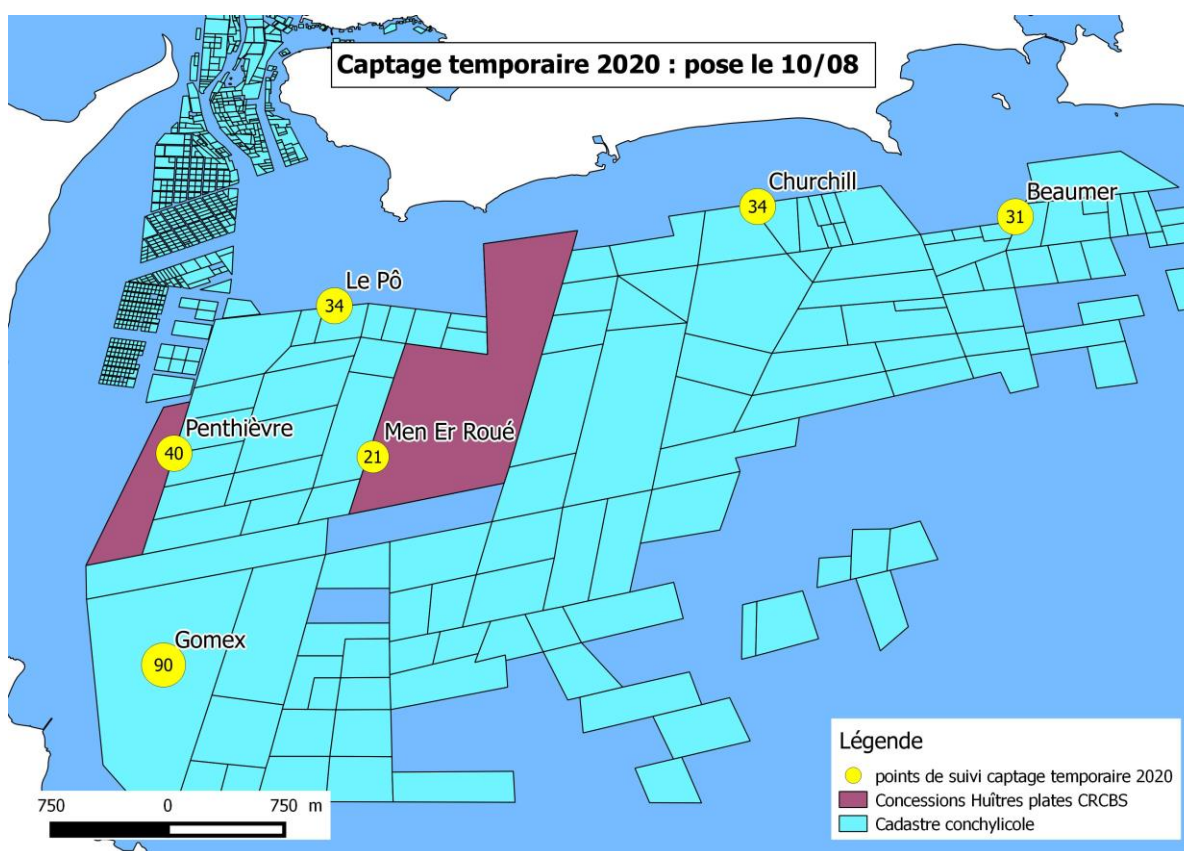 Captage temporaire 2020 : pose le 10/08
Churchill
34
Beaumer
31
Le Pô
34
Penthièvre
40
Men Er Roué
21
Gomex
90
Légende
points de suivi captage temporaire 2020
Concessions Huîtres plates CRCBS
Cadastre conchylicole
750 0 750 m